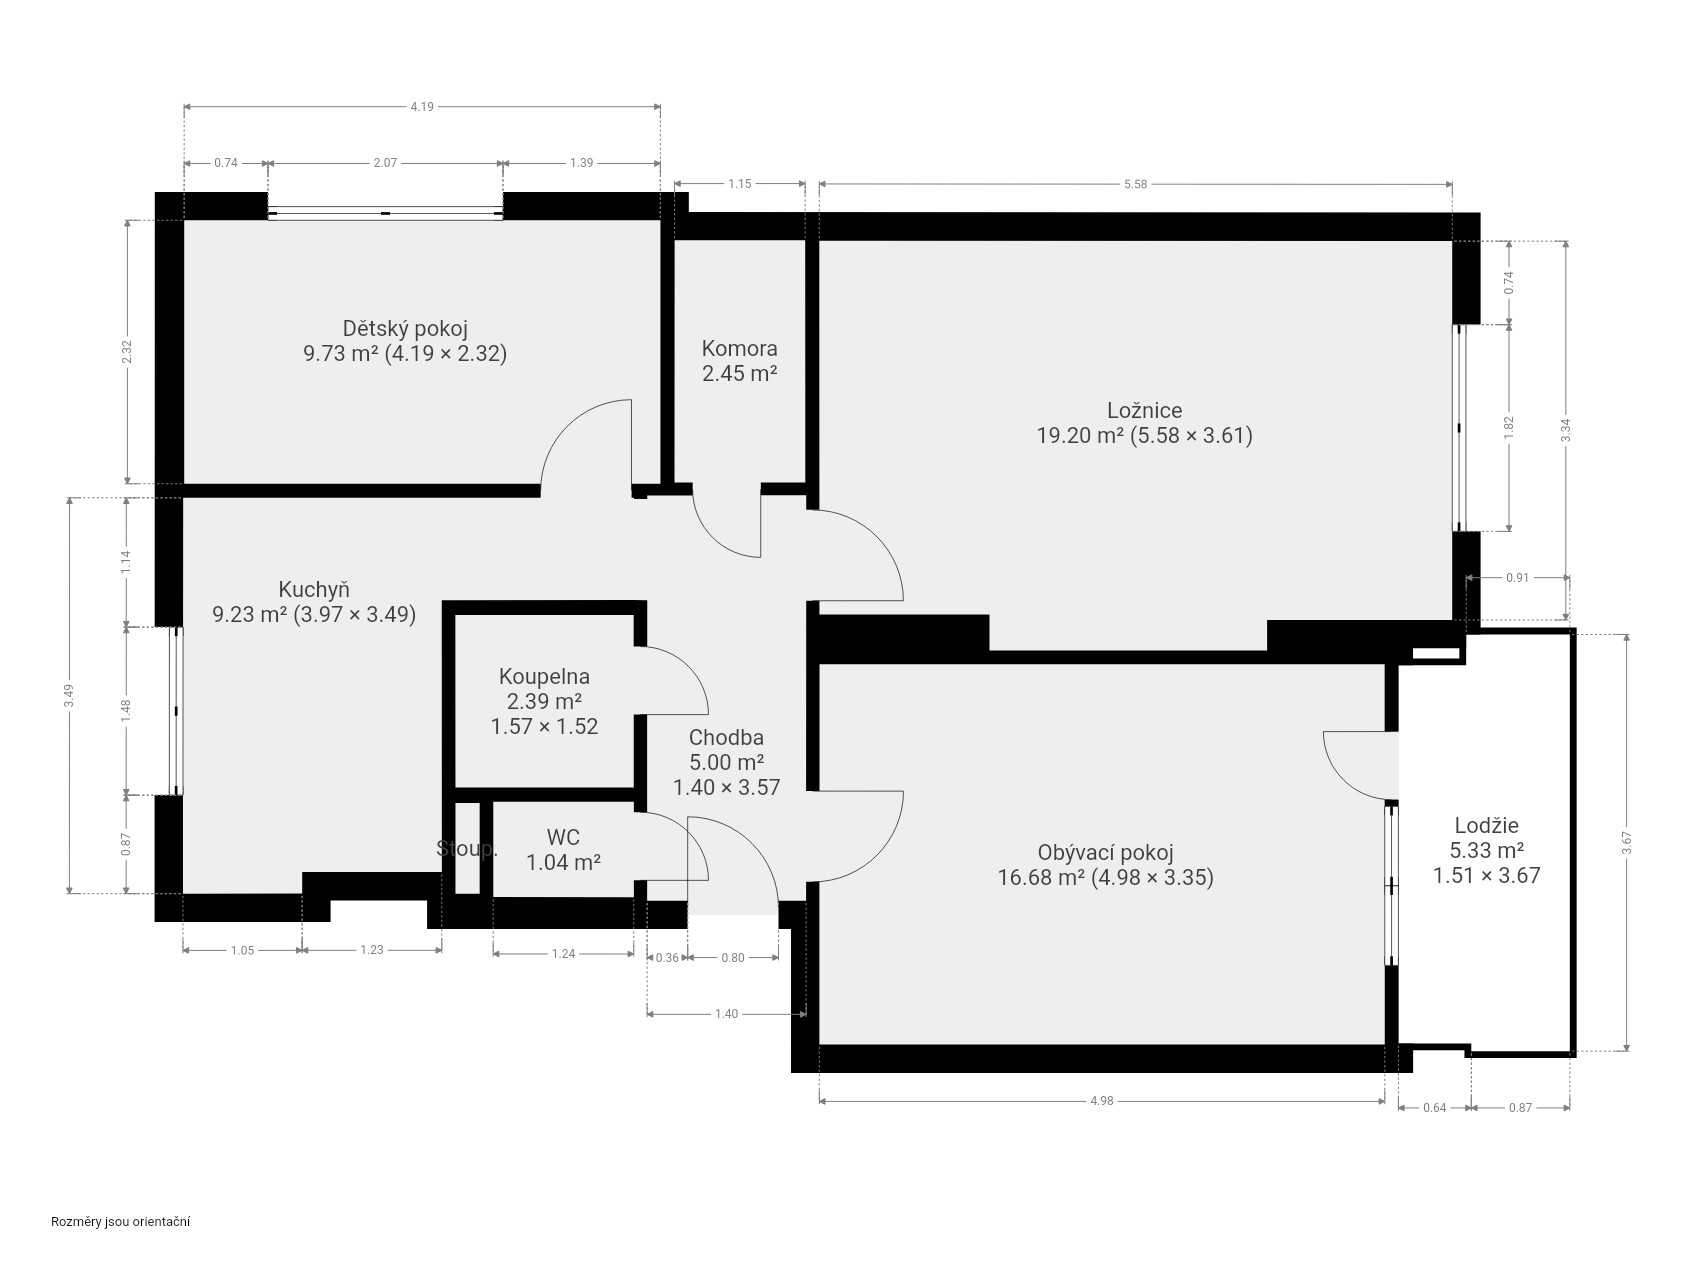 4.19
0.74
2.07
1.39
1.15
5.58
Dětský pokoj
9.73 m² (4.19 × 2.32)
2.32
Komora
2.45 m²
Ložnice
19.20 m² (5.58 × 3.61)
0.74
1.82
3.34
0.91
Kuchyň
9.23 m² (3.97 × 3.49)
1.14
3.49
1.48
0.87
Koupelna
2.39 m²
1.57 × 1.52
Chodba
5.00 m²
1.40 × 3.57
Stoup.
WC
1.04 m²
Obývací pokoj
16.68 m² (4.98 × 3.35)
Lodžie
5.33 m²
1.51 × 3.67
3.67
1.05
1.23
1.24
0.36
0.80
1.40
4.98
0.64
0.87
Rozměry jsou orientační